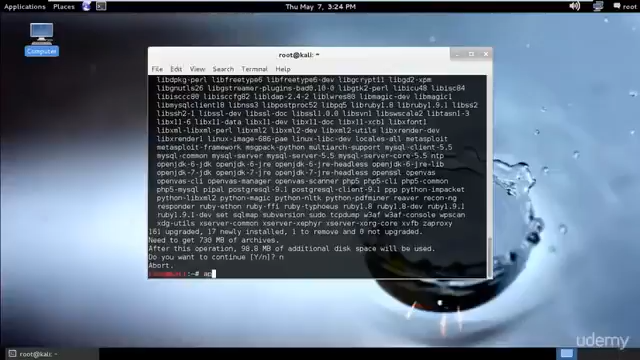 Applications Places
Thu May 7, 3:24 PM
root
Computer
root@kali: ~
File Edit View Search Terminal Help
libdpkg-perl libfreetype6 libfreetype6-dev libgcrypt11 libgd2-xpm
libgnutls26 libgstreamer-plugins-bad0.10-0 libgtk2-perl libicu48 libisc84
libisccc80 libisccfg82 libldap-2.4-2 liblwres80 libmagic-dev libmagic1
libmysqlclient18 libnss3 libpostproc52 libpq5 libruby1.8 libruby1.9.1 libss2
libssh2-1 libssl-dev libssl-doc libssl1.0.0 libsvn1 libswscale2 libtasn1-3
libx11-6 libx11-data libx11-dev libx11-doc libx11-xcb1 libxfont1
libxml-libxml-perl libxml2 libxml2-dev libxml2-utils libxrender-dev
libxrender1 linux-image-686-pae linux-libc-dev locales-all metasploit
metasploit-framework mpg321 multiarch-support mysql-client-5.5
mysql-common mysql-server mysql-server-5.5 mysql-server-core-5.5 ntp
openjdk-6-jdk openjdk-6-jre openjdk-6-jre-headless openjdk-6-jre-lib
openjdk-7-jre openjdk-7-jre-headless openssl openvas
openvas-cli openvas-manager openvas-scanner php5 php5-cli php5-common
php5-mysql pipal postgresql-9.1 postgresql-client-9.1 ppp python-impacket
python-libxml2 python-magic python-nltk python-pdfminer reaver recon-ng
responder ruby-ethon ruby-ffi ruby-typhoeus ruby1.8 ruby1.8-dev ruby1.9.1
ruby1.9.1-dev set sqlmap subversion sudo tcpdump w3af w3af-console wpscan
xdg-utils xserver-common xserver-xephyr xserver-xorg-core xvfb zaproxy
161 upgraded, 17 newly installed, 1 to remove and 0 not upgraded.
Need to get 730 MB of archives.
After this operation, 98.8 MB of additional disk space will be used.
Do you want to continue [Y/n]? n
Abort.
root@kali:~# ap
root@kali: ~
udemy